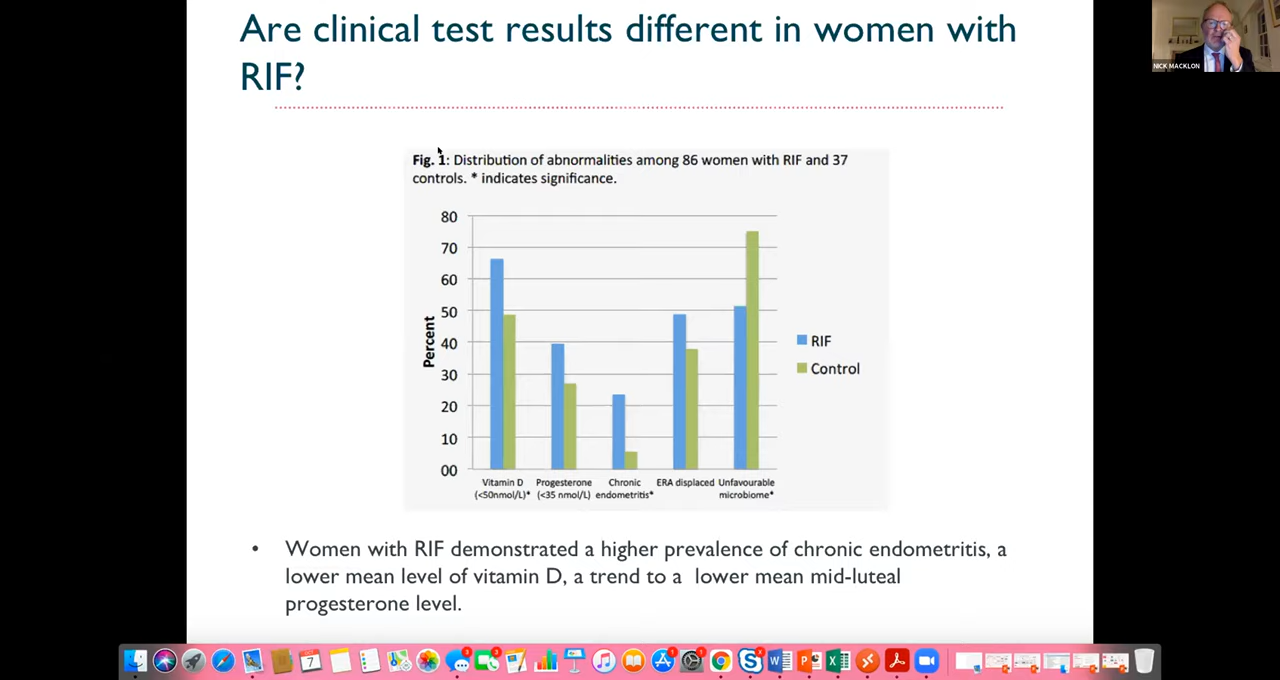 Are clinical test results different in women with
RIF?
NICK MACKLON
Fig. 1: Distribution of abnormalities among 86 women with RIF and 37
controls. * indicates significance.
80
70
60
50
40
30
20
10
00
Percent
Vitamin D
(<50nmol/L)*
Progesterone
(<35 nmol/L)
Chronic
endometritis*
ERA displaced
Unfavourable
microbiome*
RIF
Control
• Women with RIF demonstrated a higher prevalence of chronic endometritis, a
lower mean level of vitamin D, a trend to a lower mean mid-luteal
progesterone level.
7